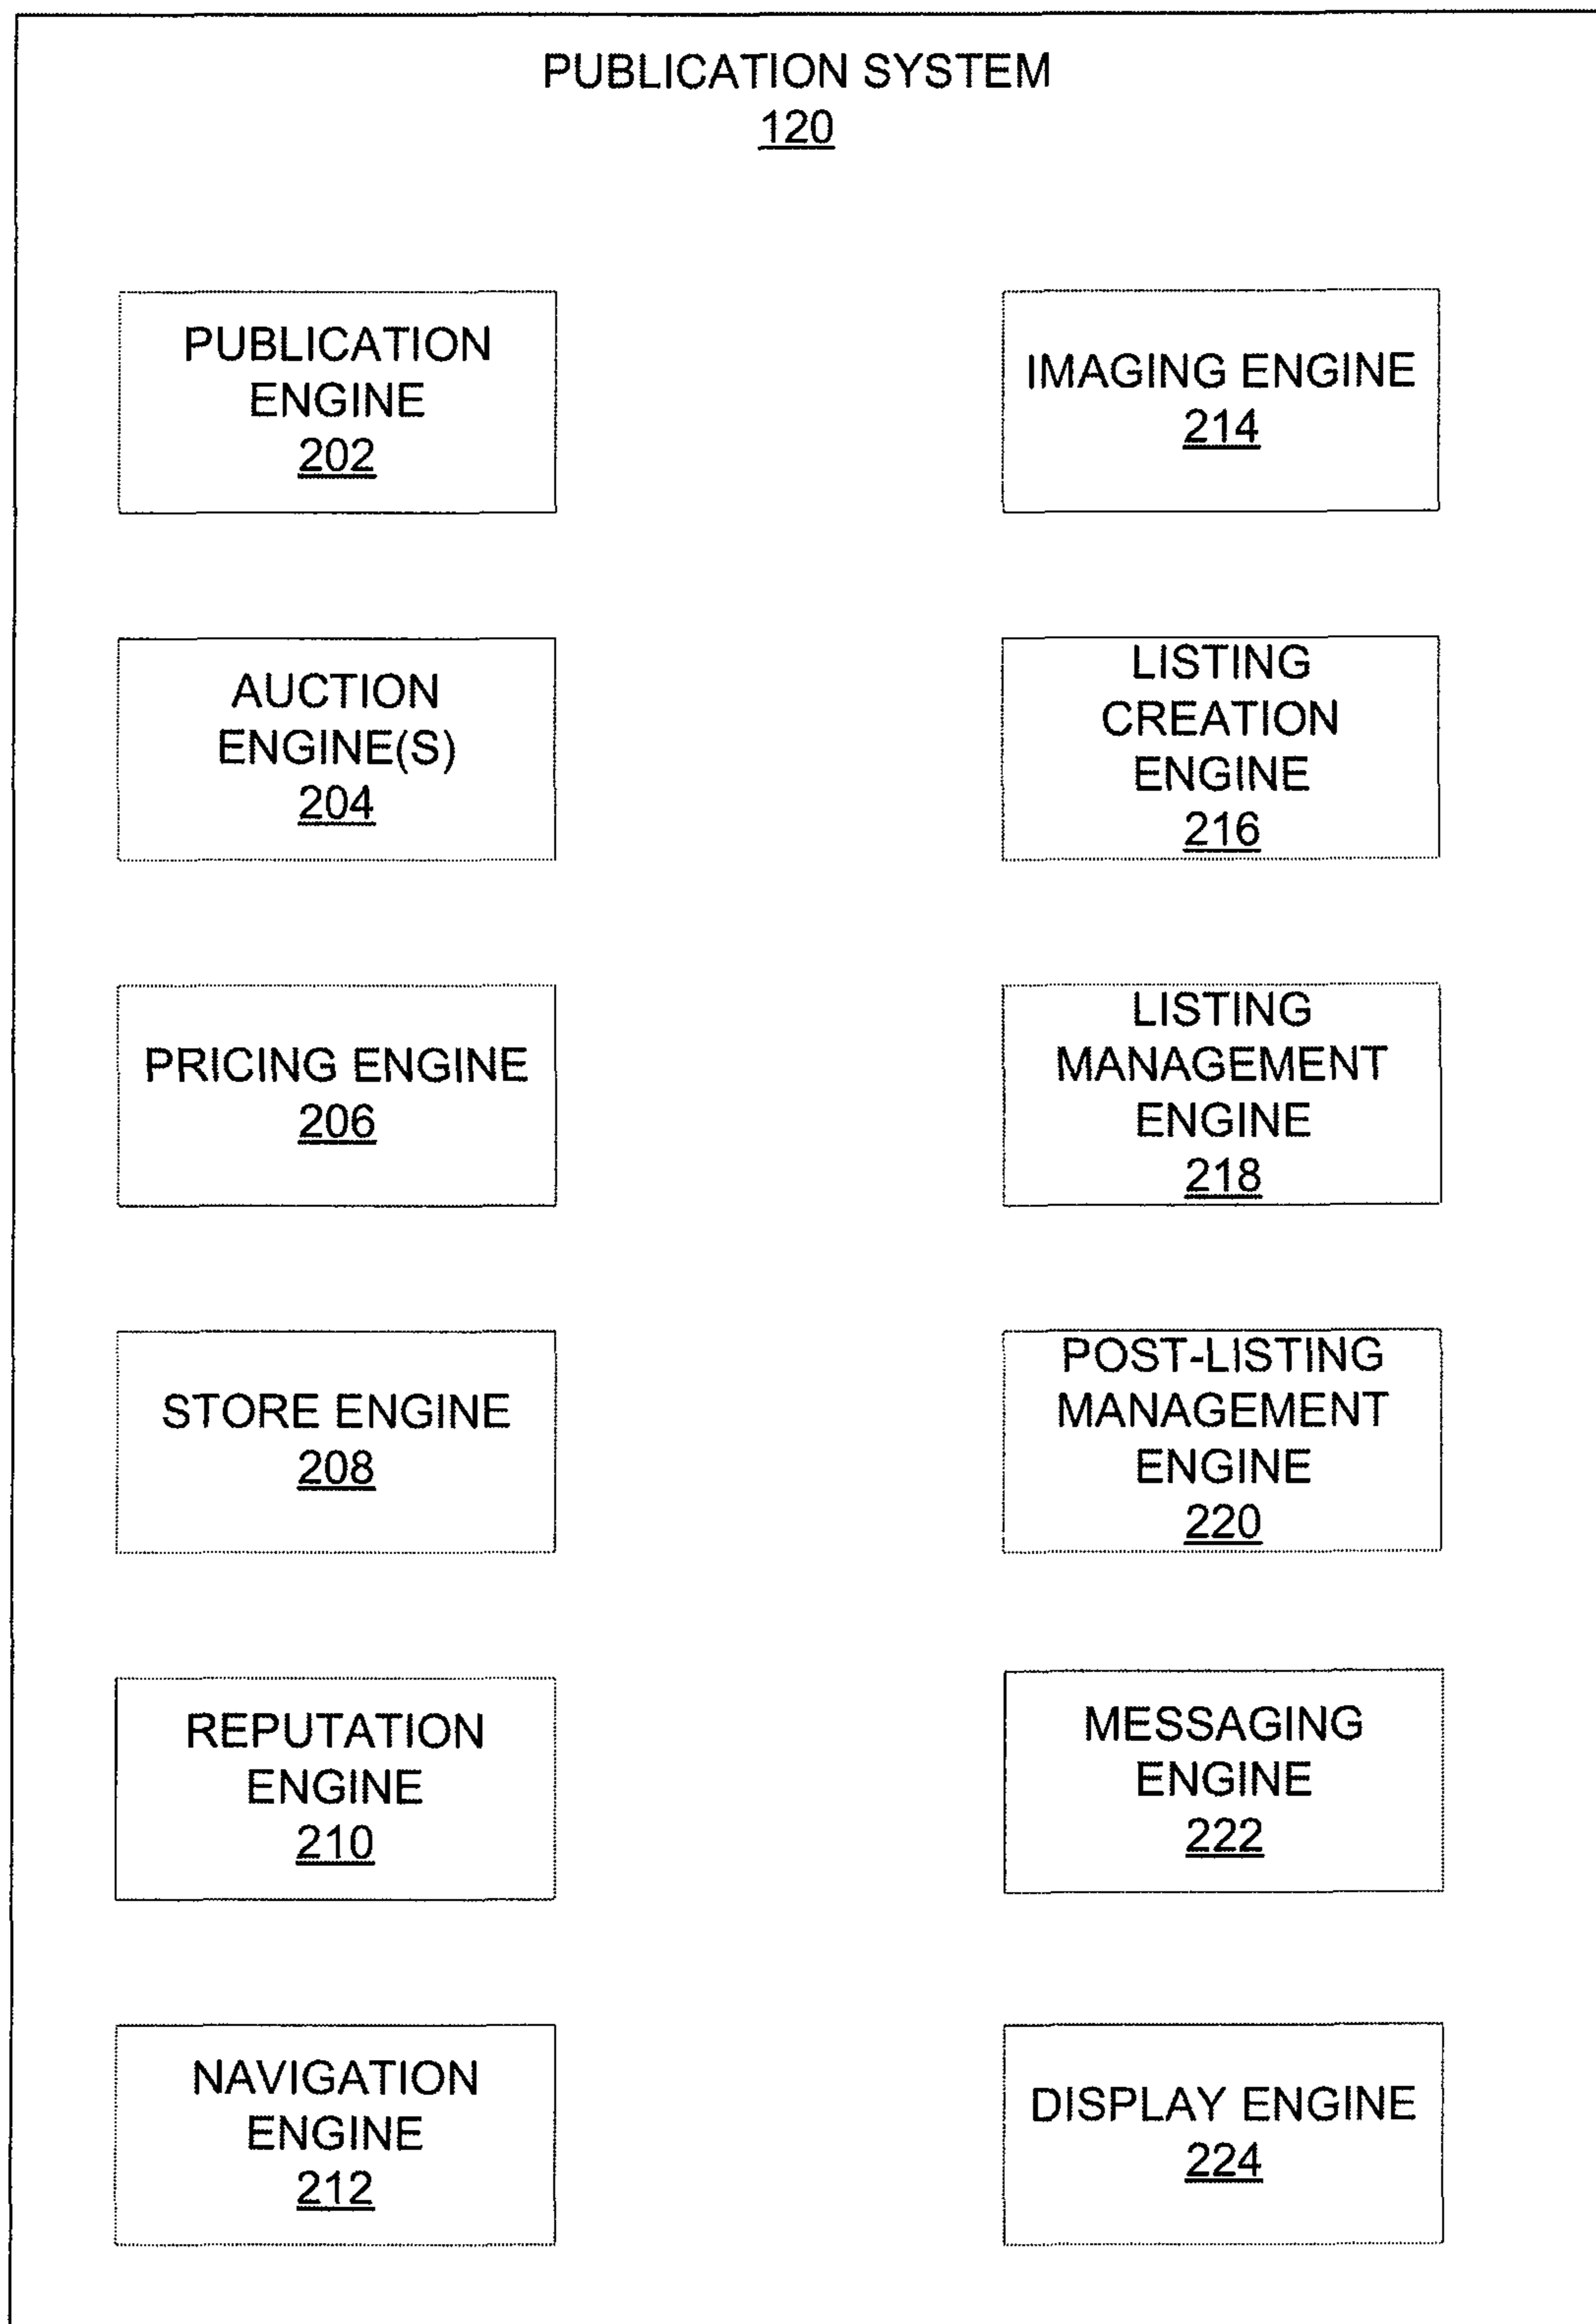 PUBLICATION SYSTEM
120
PUBLICATION
ENGINE
202
AUCTION
ENGINE(S)
204
PRICING ENGINE
206
STORE ENGINE
208
REPUTATION
ENGINE
210
NAVIGATION
ENGINE
212
IMAGING ENGINE
214
LISTING
CREATION
ENGINE
216
LISTING
MANAGEMENT
ENGINE
218
POST-LISTING
MANAGEMENT
ENGINE
220
MESSAGING
ENGINE
222
DISPLAY ENGINE
224